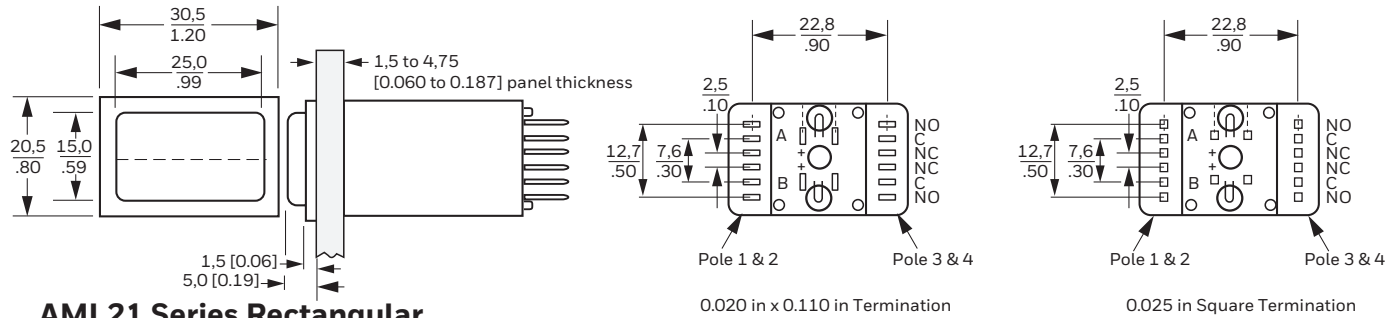 30,5
1.20
25,0
.99
20,5
.80
15,0
.59
1,5 to 4,75
[0.060 to 0.187] panel thickness
1,5 [0.06]
5,0 [0.19]
22,8
.90
2,5
.10
12,7
.50
7,6
.30
A
+
+
B
NO
C
NC
NC
C
NO
Pole 1 & 2
Pole 3 & 4
0.020 in x 0.110 in Termination
22,8
.90
2,5
.10
12,7
.50
7,6
.30
A
+
+
B
NO
C
NC
NC
C
NO
Pole 1 & 2
Pole 3 & 4
0.025 in Square Termination
AML21 Series Rectangular